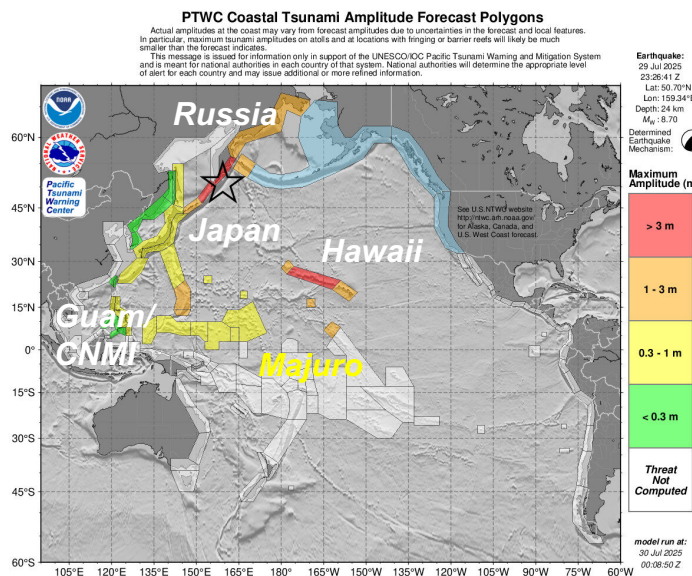 PTWC Coastal Tsunami Amplitude Forecast Polygons
Actual amplitudes at the coast may vary from forecast amplitudes due to uncertainties in the forecast and local features.
In particular, maximum tsunami amplitudes on atolls and at locations with fringing or barrier reefs will likely be much
smaller than the forecast indicates.
This message is issued for information only in support of the UNESCO/IOC Pacific Tsunami Warning and Mitigation System
and is meant for national authorities in each country of that system. National authorities will determine the appropriate level
of alert for each country and may issue additional or more refined information.
Earthquake:
29 Jul 2025
23:26:41 Z
Lat: 50.70°N
Lon: 159.34°
Depth: 24 km
Mw: 8.70
Determined
Earthquake
Mechanism:
NOAA
NATIONAL WEATHER SERVICE
Pacific
Tsunami
Warning
Center
Russia
Japan
Hawaii
Guam/
CNMI
Majuro
See U.S.NTWC website
http://ntwc.arh.noaa.gov/
for Alaska, Canada, and
U.S. West Coast forecast.
60°N
45°N
30°N
15°N
0°
15°S
30°S
45°S
60°S
105°E
120°E
135°E
150°E
165°E
180°
165°W
150°W
135°W
120°W
105°W
90°W
75°W
60°W
Maximum
Amplitude (m
> 3 m
1 - 3 m
0.3 - 1 m
< 0.3 m
Threat
Not
Computed
model run at:
30 Jul 2025
00:08:50 Z